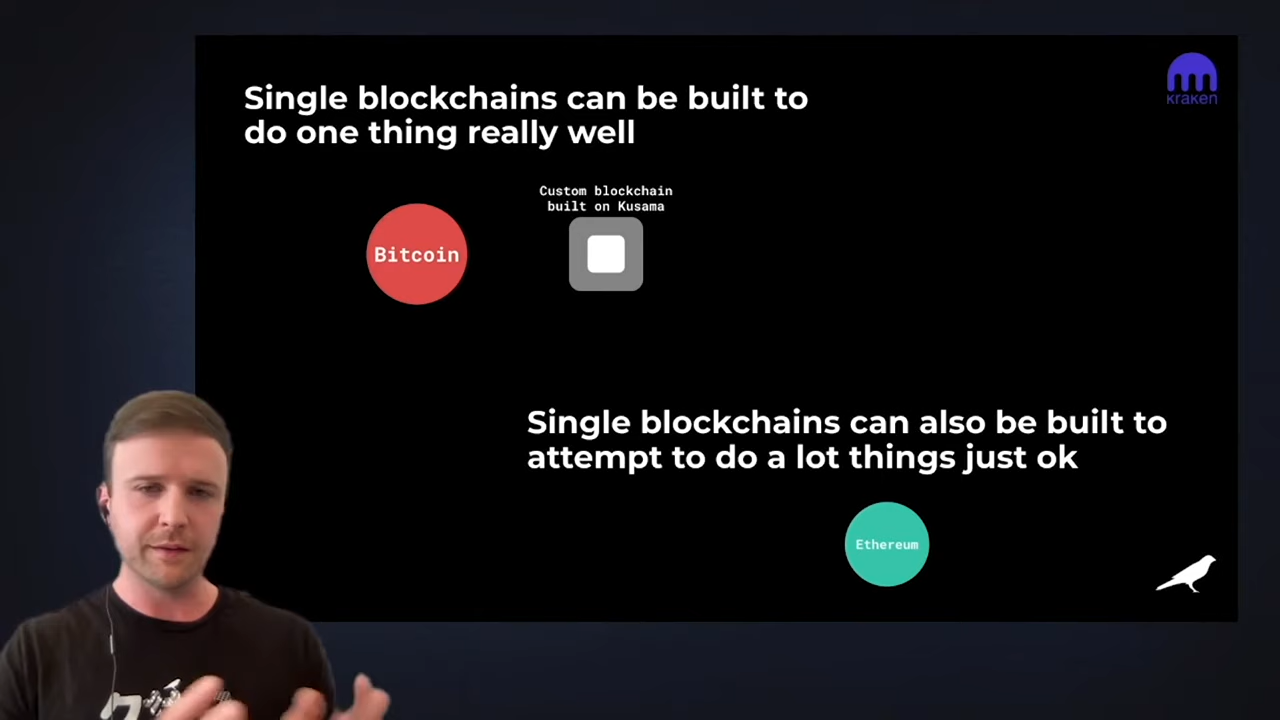 Single blockchains can be built to
do one thing really well
kraken
Custom blockchain
built on Kusama
Bitcoin
Single blockchains can also be built to
attempt to do a lot things just ok
Ethereum